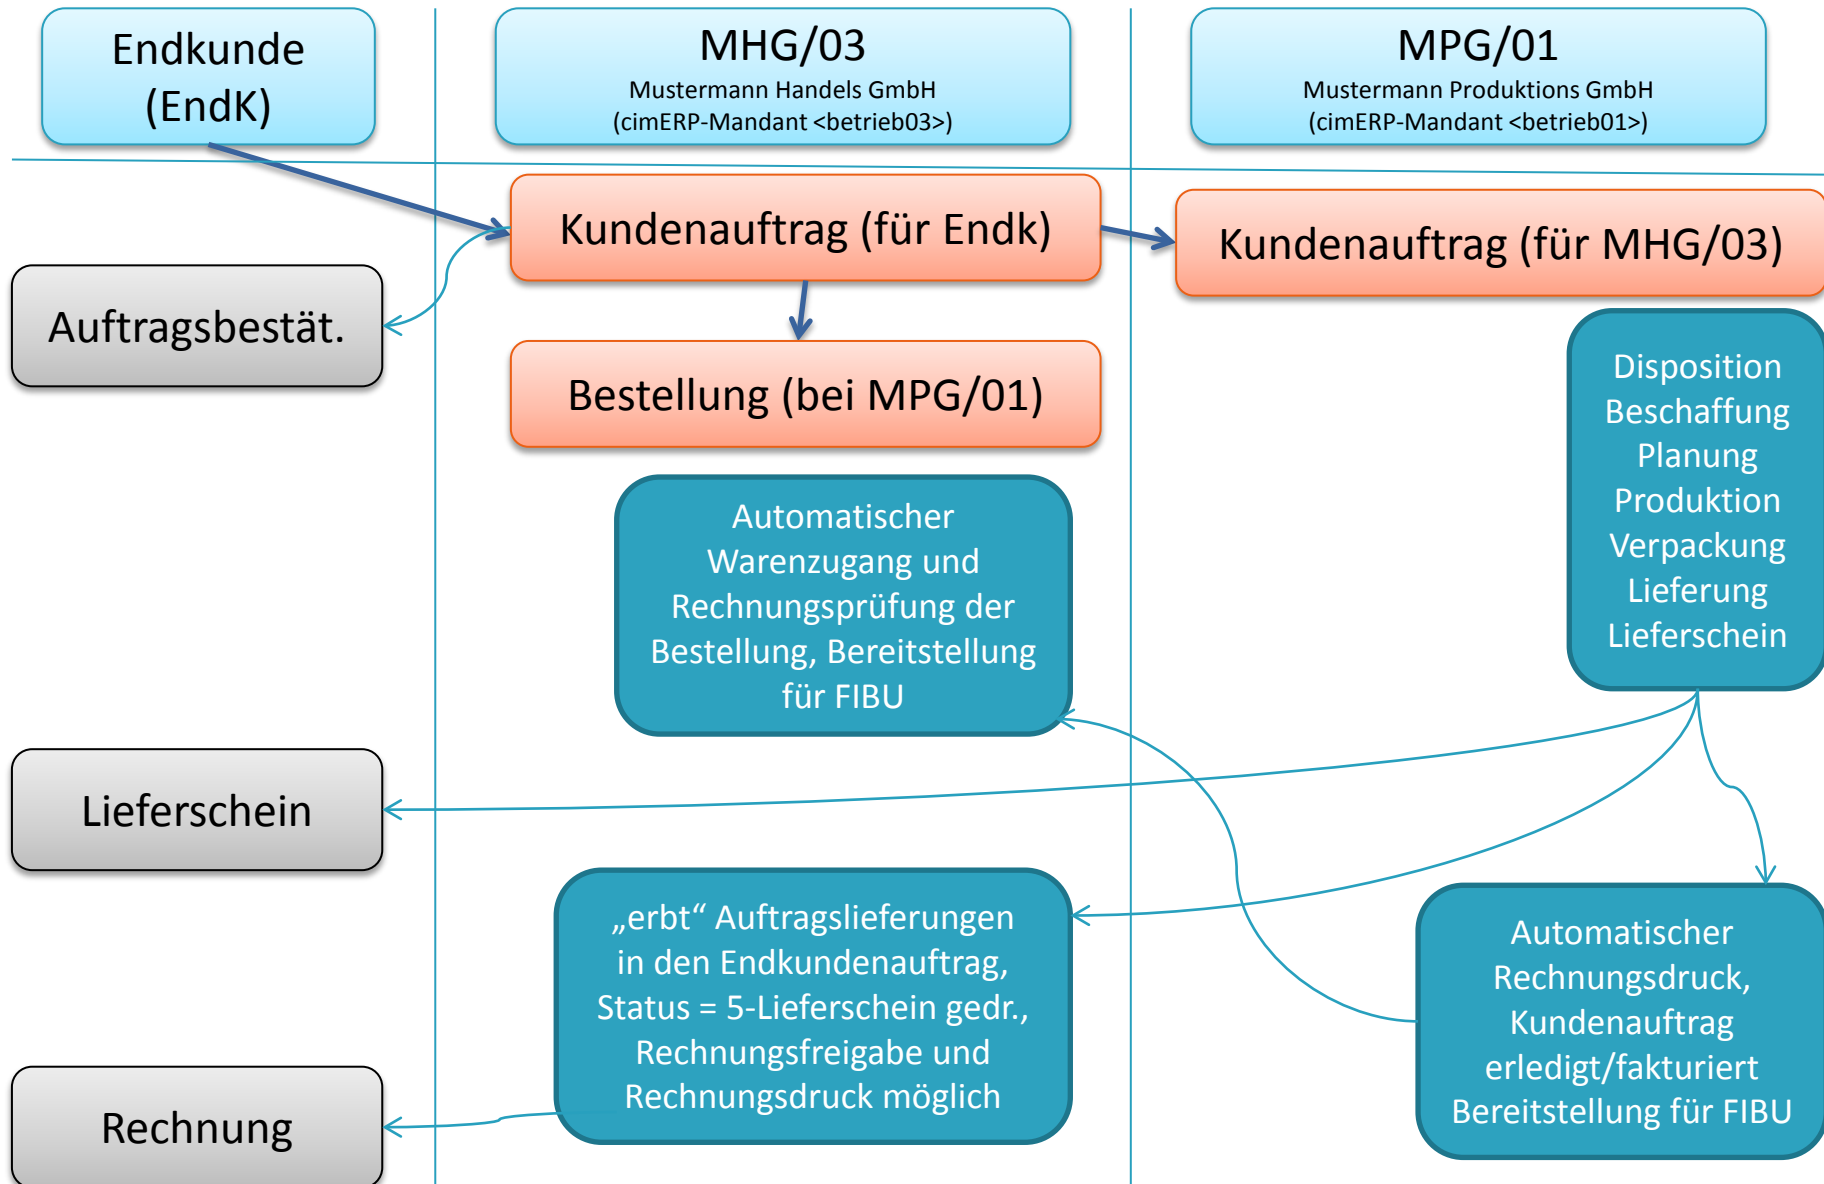 Endkunde
(EndK)
MHG/03
Mustermann Handels GmbH
(cimERP-Mandant <betrieb03>)
MPG/01
Mustermann Produktions GmbH
(cimERP-Mandant <betrieb01>)
Kundenauftrag (für Endk)
Kundenauftrag (für MHG/03)
Auftragsbestät.
Bestellung (bei MPG/01)
Disposition
Beschaffung
Planung
Produktion
Verpackung
Lieferung
Lieferschein
Automatischer
Warenzugang und
Rechnungsprüfung der
Bestellung, Bereitstellung
für FIBU
Lieferschein
„erbt“ Auftragslieferungen
in den Endkundenauftrag,
Status = 5-Lieferschein gedr.,
Rechnungsfreigabe und
Rechnungsdruck möglich
Automatischer
Rechnungsdruck,
Kundenauftrag
erledigt/fakturiert
Bereitstellung für FIBU
Rechnung